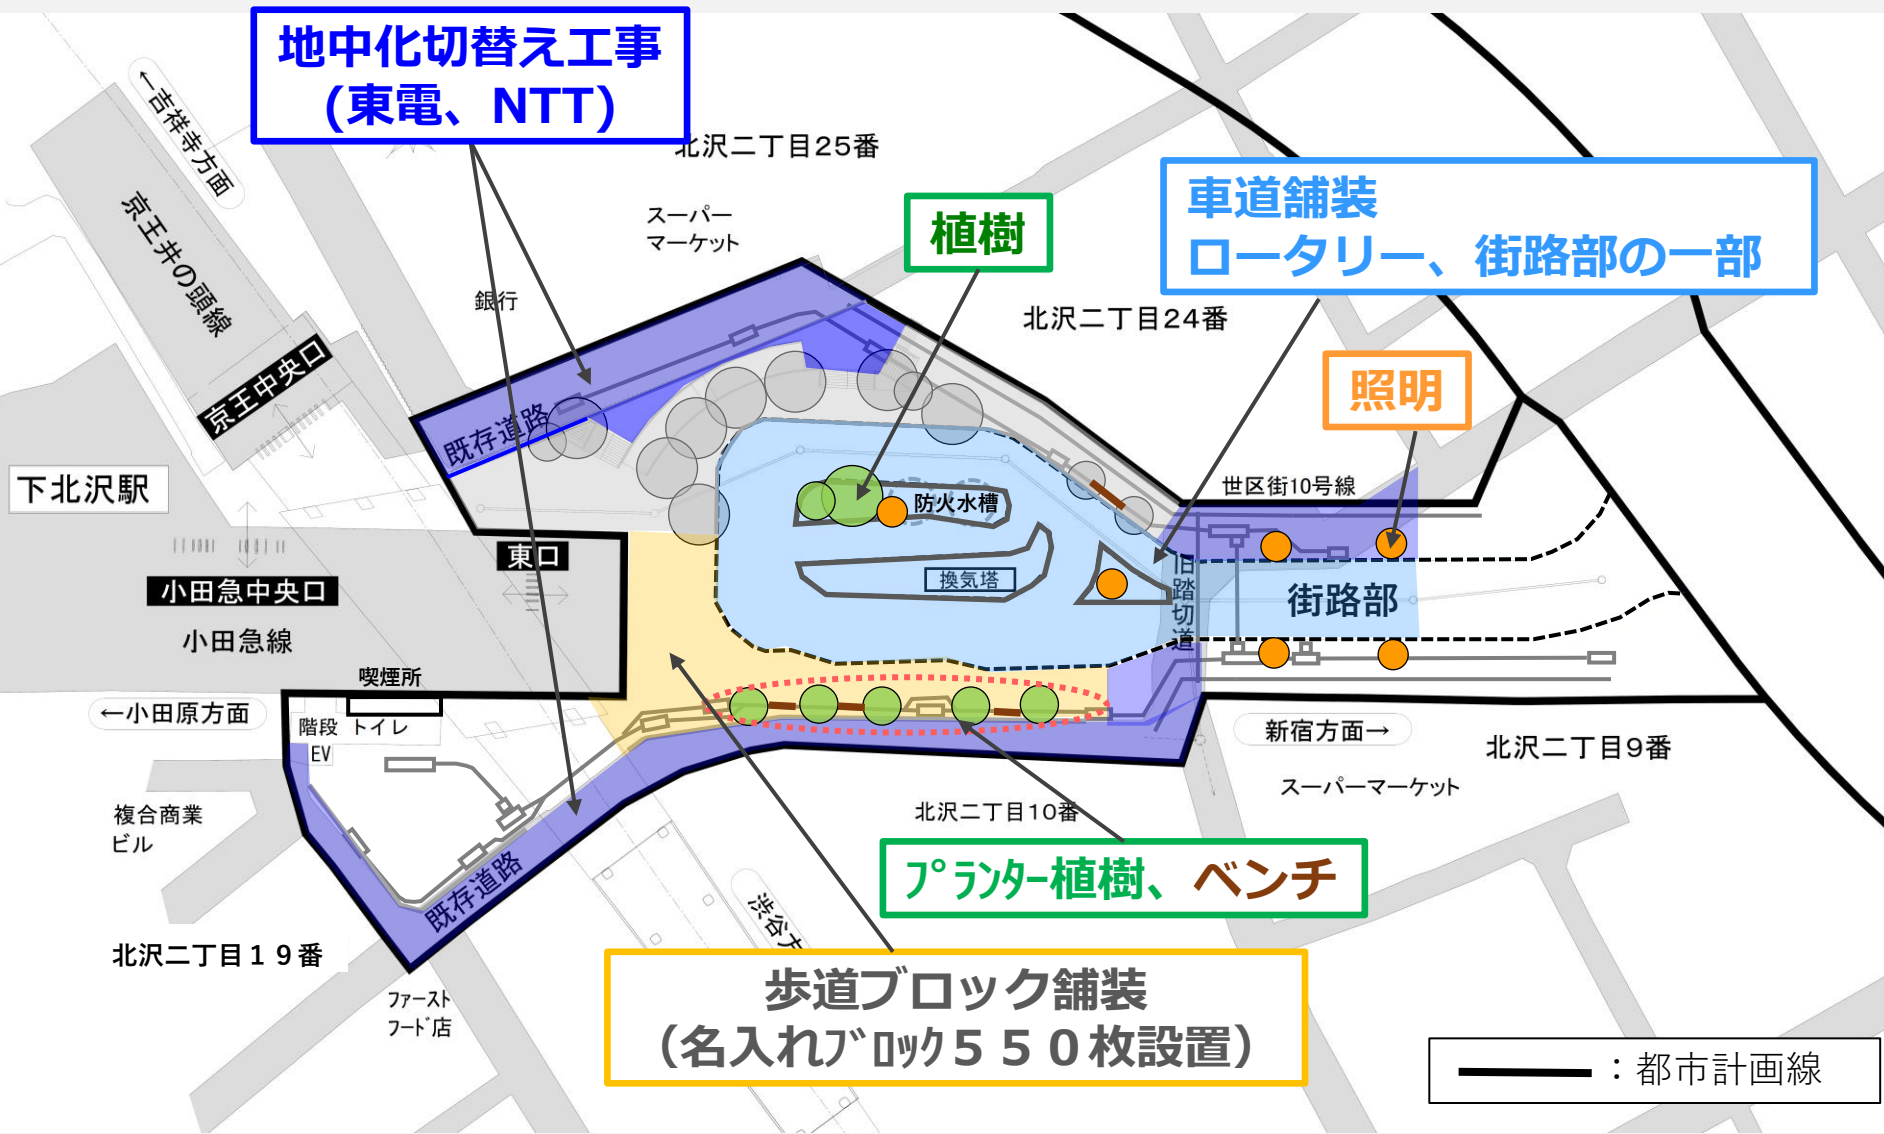 地中化切替え工事
(東電、NTT)
←吉祥寺方面
北沢二丁目25番
京王井の頭線
スーパー
マーケット
植樹
車道舗装
ロータリー、街路部の一部
銀行
北沢二丁目24番
京王中央口
照明
既存道路
下北沢駅
世区街10号線
防火水槽
東口
換気塔
旧踏切道
小田急中央口
街路部
小田急線
喫煙所
←小田原方面
階段 トイレ
EV
新宿方面→
北沢二丁目9番
スーパーマーケット
複合商業
ビル
北沢二丁目10番
既存道路
プランター植樹、ベンチ
渋谷方
北沢二丁目19番
歩道ブロック舗装
(名入れブロック550枚設置)
ファースト
フード店
:都市計画線